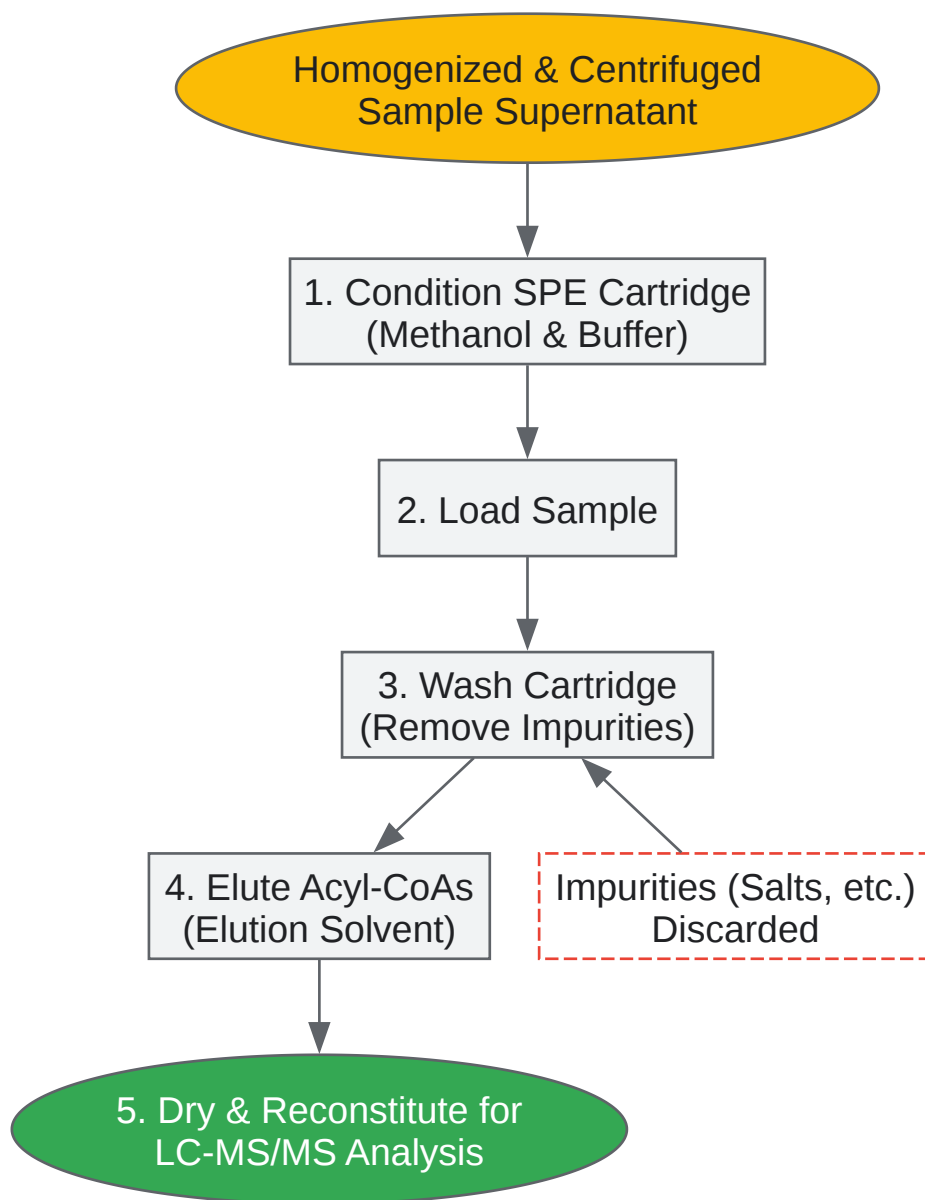 Homogenized & Centrifuged
Sample Supernatant
1. Condition SPE Cartridge
(Methanol & Buffer)
2. Load Sample
3. Wash Cartridge
(Remove Impurities)
4. Elute Acyl-CoAs
(Elution Solvent)
Impurities (Salts, etc.)
Discarded
5. Dry & Reconstitute for
LC-MS/MS Analysis